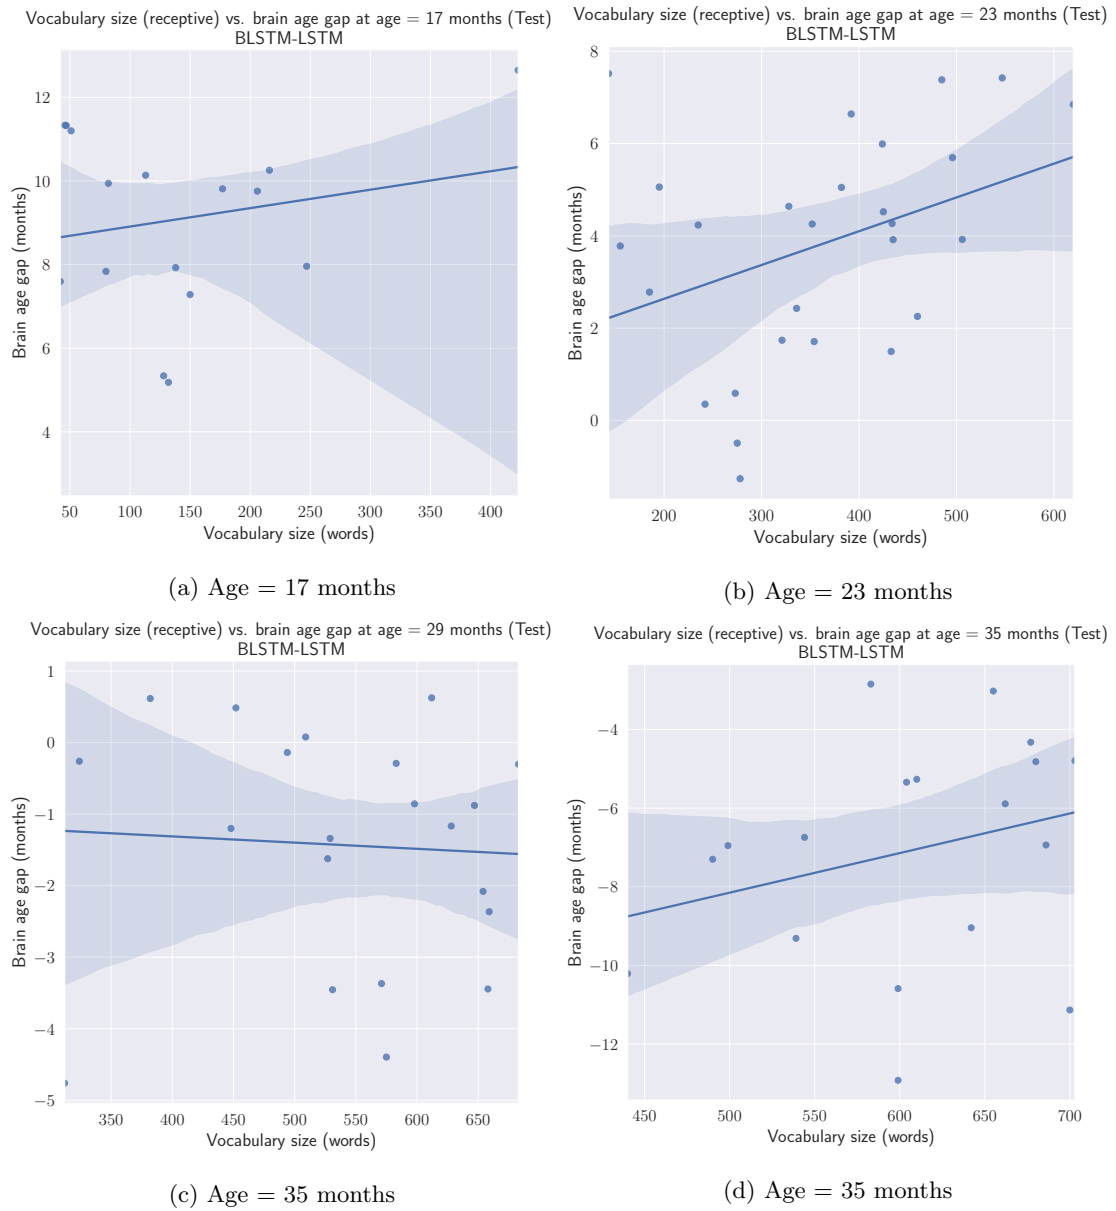 Vocabulary size (receptive) vs. brain age gap at age = 17 months (Test)
BLSTM-LSTM
12
10
8
6
4
Brain age gap (months)
50 100 150 200 250 300 350 400
Vocabulary size (words)
(a) Age = 17 months
Vocabulary size (receptive) vs. brain age gap at age = 23 months (Test)
BLSTM-LSTM
8
6
4
2
0
Brain age gap (months)
200 300 400 500 600
Vocabulary size (words)
(b) Age = 23 months
Vocabulary size (receptive) vs. brain age gap at age = 29 months (Test)
BLSTM-LSTM
1
0
−1
−2
−3
−4
−5
Brain age gap (months)
350 400 450 500 550 600 650
Vocabulary size (words)
(c) Age = 35 months
Vocabulary size (receptive) vs. brain age gap at age = 35 months (Test)
BLSTM-LSTM
−4
−6
−8
−10
−12
Brain age gap (months)
450 500 550 600 650 700
Vocabulary size (words)
(d) Age = 35 months